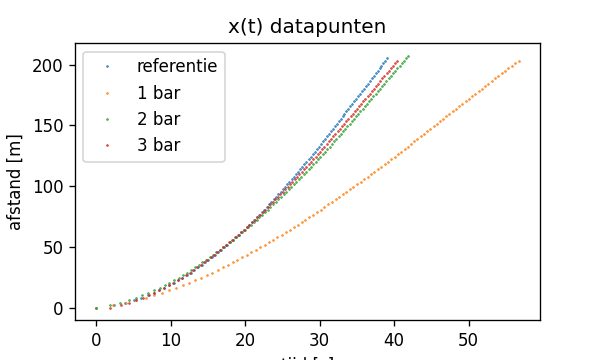 x(t) datapunten
afstand [m]
200
150
100
50
0
referentie
1 bar
2 bar
3 bar
0 10 20 30 40 50